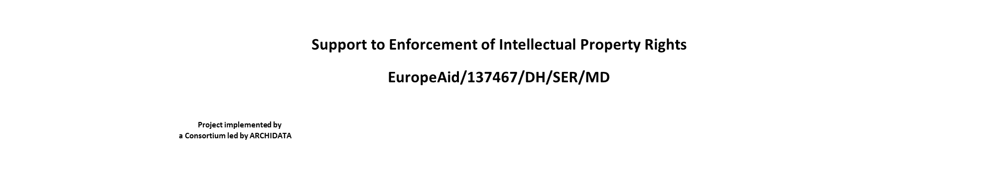 Support to Enforcement of Intellectual Property Rights
EuropeAid/137467/DH/SER/MD
Project implemented by
a Consortium led by ARCHIDATA